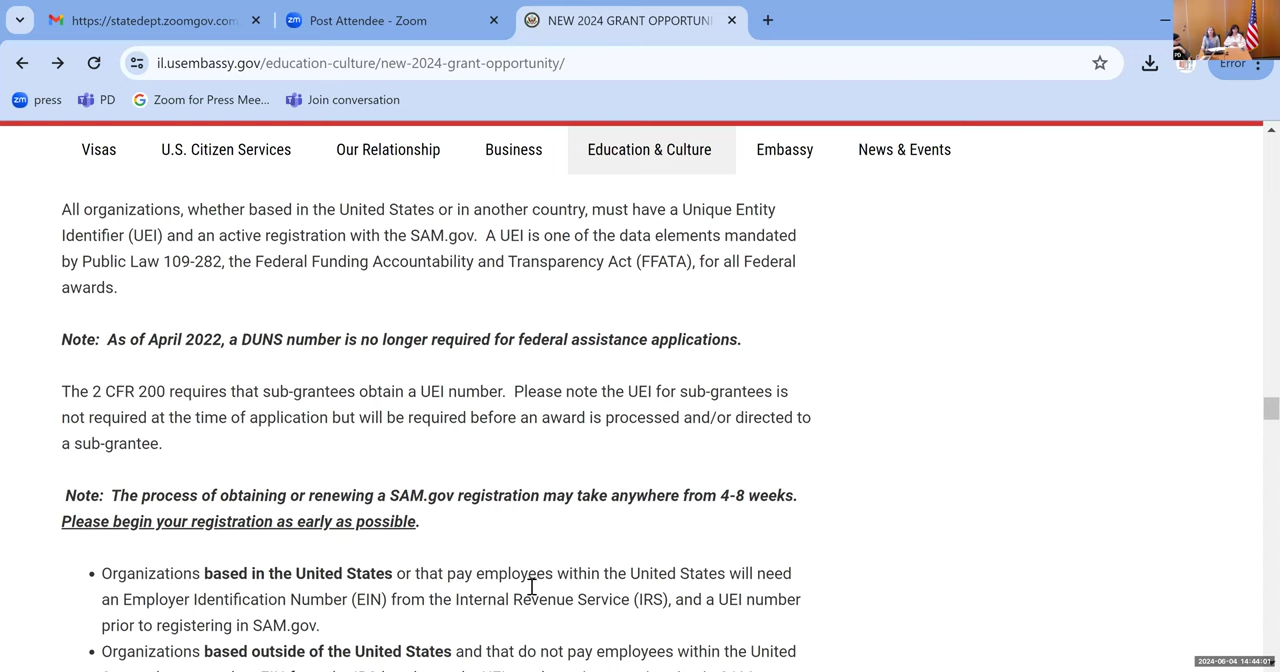 https://statedept.zoomgov.com
Post Attendee - Zoom
NEW 2024 GRANT OPPORTUNI
il.usembassy.gov/education-culture/new-2024-grant-opportunity/
Error
zm press
PD
Zoom for Press Mee...
Join conversation
Visas
U.S. Citizen Services
Our Relationship
Business
Education & Culture
Embassy
News & Events
All organizations, whether based in the United States or in another country, must have a Unique Entity
Identifier (UEI) and an active registration with the SAM.gov. A UEI is one of the data elements mandated
by Public Law 109-282, the Federal Funding Accountability and Transparency Act (FFATA), for all Federal
awards.
Note: As of April 2022, a DUNS number is no longer required for federal assistance applications.
The 2 CFR 200 requires that sub-grantees obtain a UEI number. Please note the UEI for sub-grantees is
not required at the time of application but will be required before an award is processed and/or directed to
a sub-grantee.
Note: The process of obtaining or renewing a SAM.gov registration may take anywhere from 4-8 weeks.
Please begin your registration as early as possible.
• Organizations based in the United States or that pay employees within the United States will need
an Employer Identification Number (EIN) from the Internal Revenue Service (IRS), and a UEI number
prior to registering in SAM.gov.
• Organizations based outside of the United States and that do not pay employees within the United
2024-06-04 14:44:01